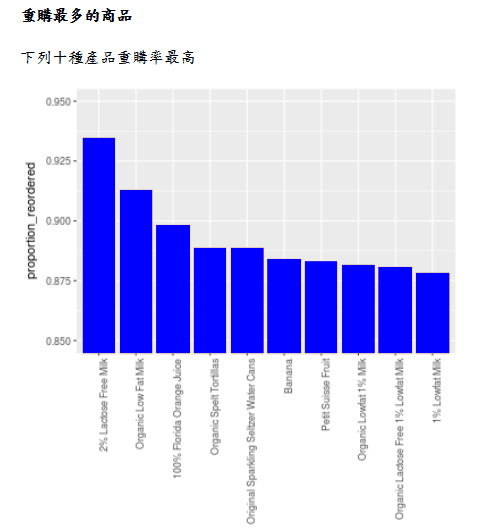 重購最多的商品
下列十種產品重購率最高
0.950
0.925
0.900
0.875
0.850
proportion_reordered
2% Lactose Free Milk
Organic Low Fat Milk
100% Florida Orange Juice
Organic Spelt Tortillas
Original Sparkling Seltzer Water Cans
Banana
Petit Suisse Fruit
Organic Lowfat 1% Milk
Organic Lactose Free 1% Lowfat Milk
1% Lowfat Milk